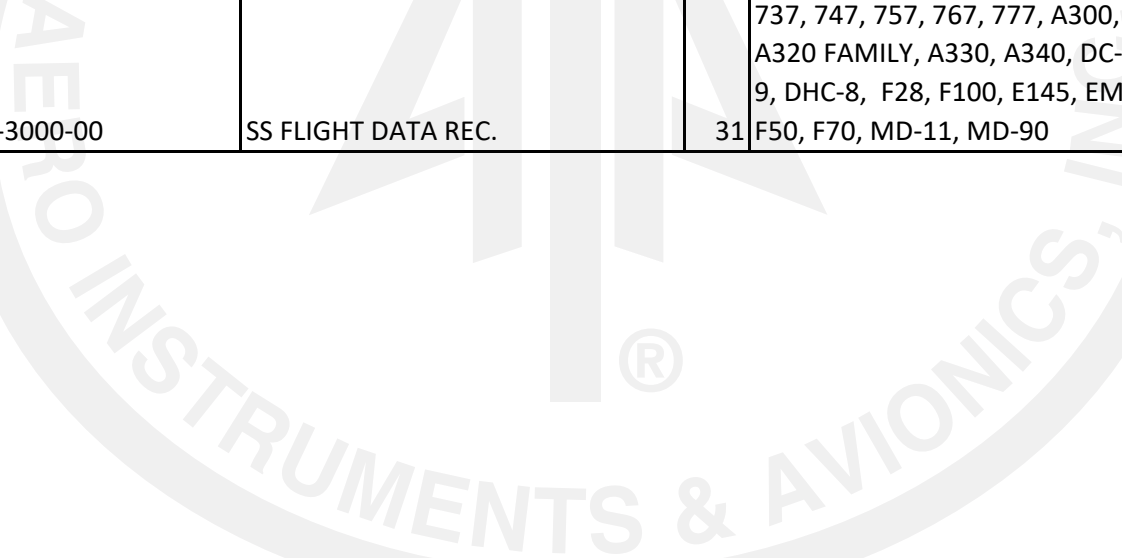 737, 747, 757, 767, 777, A300,
A320 FAMILY, A330, A340, DC-
9, DHC-8, F28, F100, E145, EM
-3000-00 SS FLIGHT DATA REC. 31 F50, F70, MD-11, MD-90
AERO INSTRUMENTS & AVIONICS, INC
®